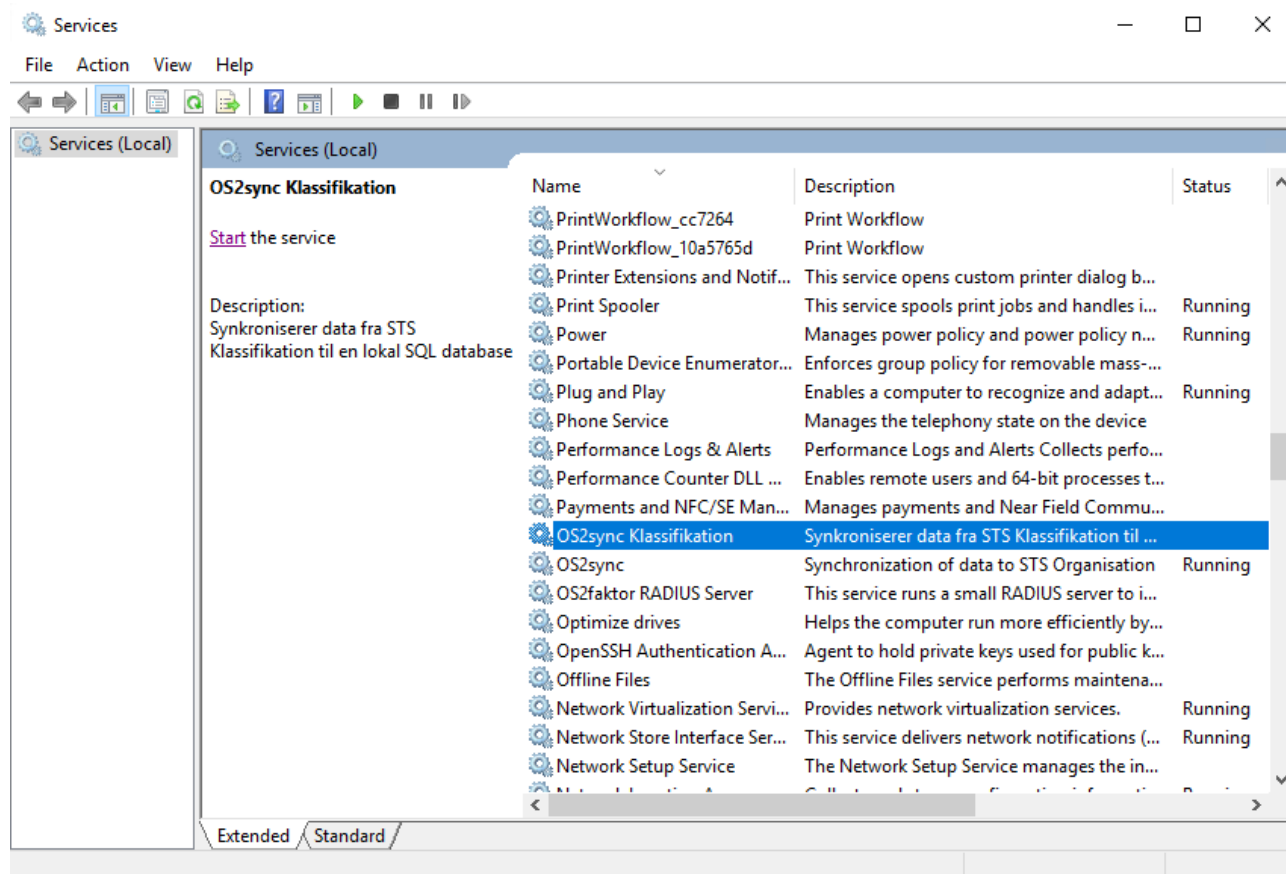 Services
File Action View Help
Services (Local)
Services (Local)
OS2sync Klassifikation
Start the service
Description:
Synkroniserer data fra STS
Klassifikation til en lokal SQL database
Name Description Status
PrintWorkflow_cc7264 Print Workflow
PrintWorkflow_10a5765d Print Workflow
Printer Extensions and Notif... This service opens custom printer dialog b...
Print Spooler This service spools print jobs and handles i... Running
Power Manages power policy and power policy n... Running
Portable Device Enumerator... Enforces group policy for removable mass-...
Plug and Play Enables a computer to recognize and adapt... Running
Phone Service Manages the telephony state on the device
Performance Logs & Alerts Performance Logs and Alerts Collects perfo...
Performance Counter DLL ... Enables remote users and 64-bit processes t...
Payments and NFC/SE Man... Manages payments and Near Field Commu...
OS2sync Klassifikation Synkroniserer data fra STS Klassifikation til ...
OS2sync Synchronization of data to STS Organisation Running
OS2faktor RADIUS Server This service runs a small RADIUS server to i...
Optimize drives Helps the computer run more efficiently by...
OpenSSH Authentication A... Agent to hold private keys used for public k...
Offline Files The Offline Files service performs maintena...
Network Virtualization Servi... Provides network virtualization services. Running
Network Store Interface Ser... This service delivers network notifications (... Running
Network Setup Service The Network Setup Service manages the in...
Extended Standard